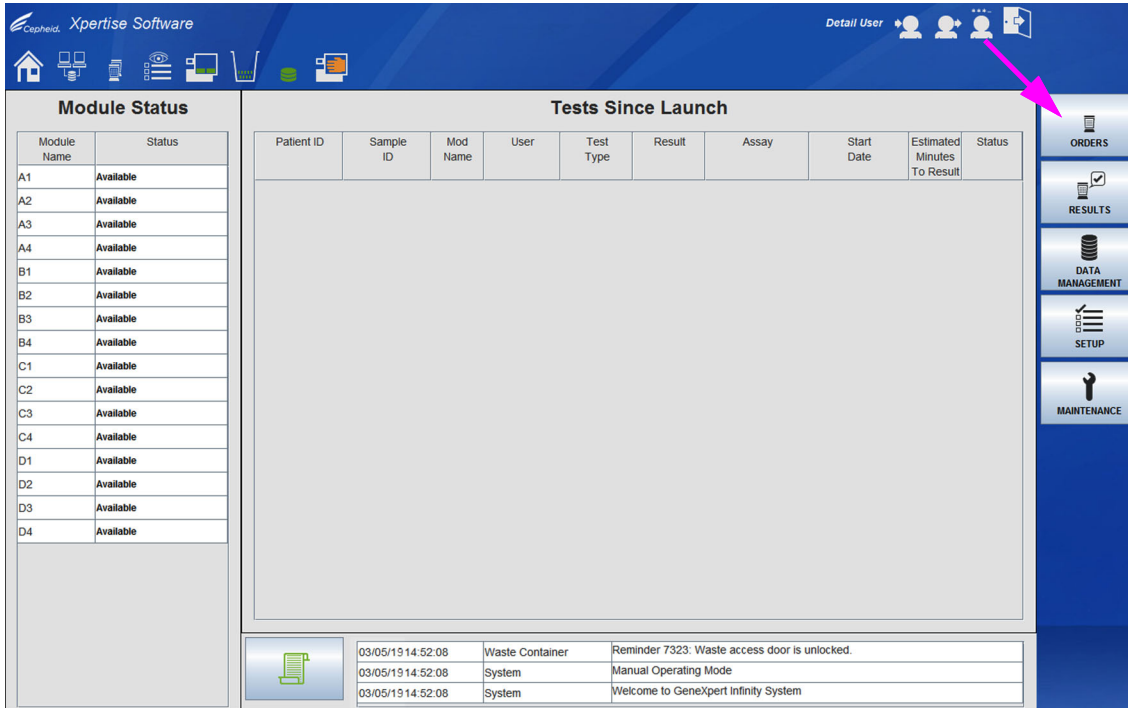 Cepheid. Xpertise Software
Detail User
Module Status
Module Name Status
A1 Available
A2 Available
A3 Available
A4 Available
B1 Available
B2 Available
B3 Available
B4 Available
C1 Available
C2 Available
C3 Available
C4 Available
D1 Available
D2 Available
D3 Available
D4 Available
Tests Since Launch
Patient ID Sample ID Mod Name User Test Type Result Assay Start Date Estimated Minutes To Result Status
03/05/19 14:52:08 Waste Container Reminder 7323: Waste access door is unlocked.
03/05/19 14:52:08 System Manual Operating Mode
03/05/19 14:52:08 System Welcome to GeneXpert Infinity System
ORDERS
RESULTS
DATA
MANAGEMENT
SETUP
MAINTENANCE